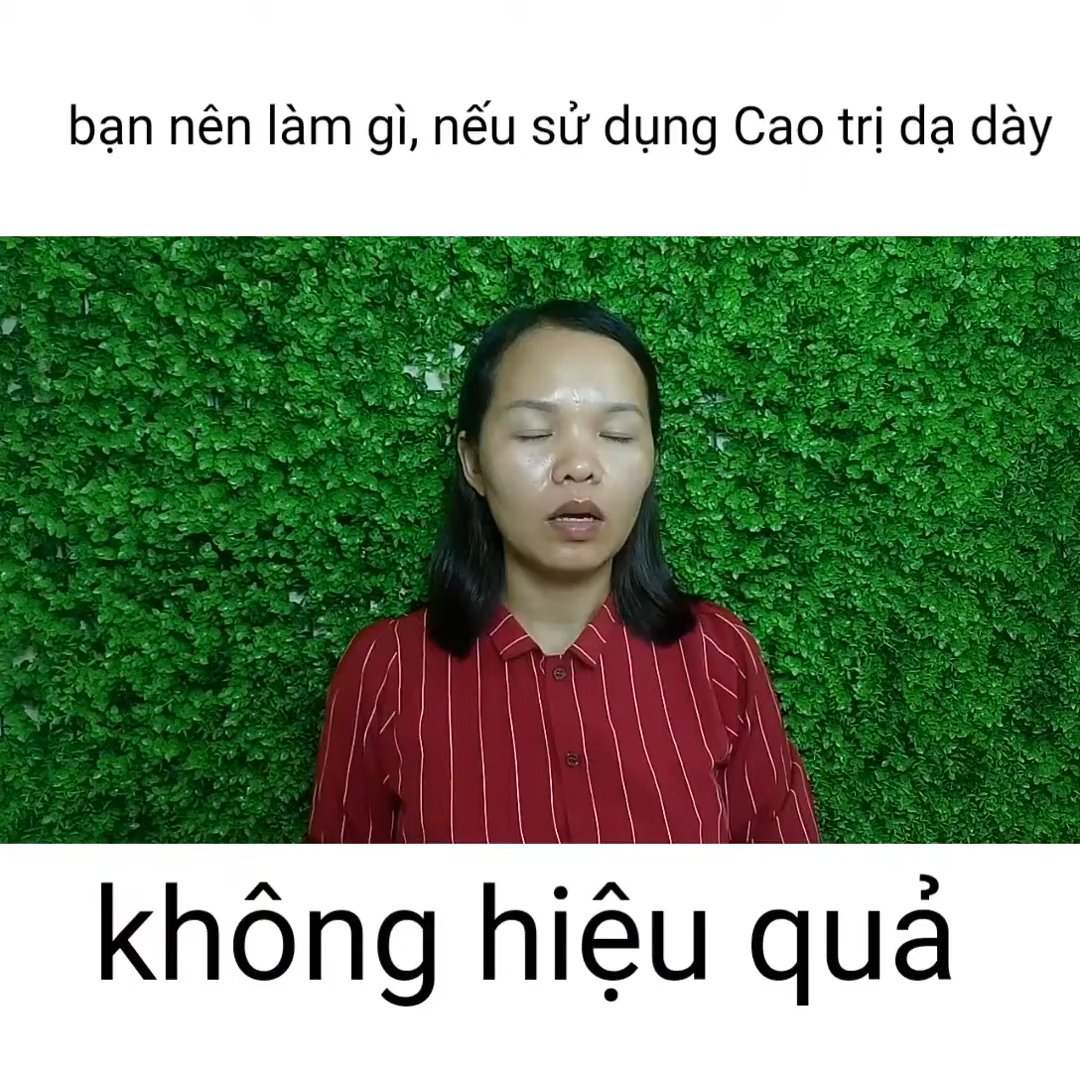 bạn nên làm gì, nếu sử dụng Cao trị dạ dày
không hiệu quả